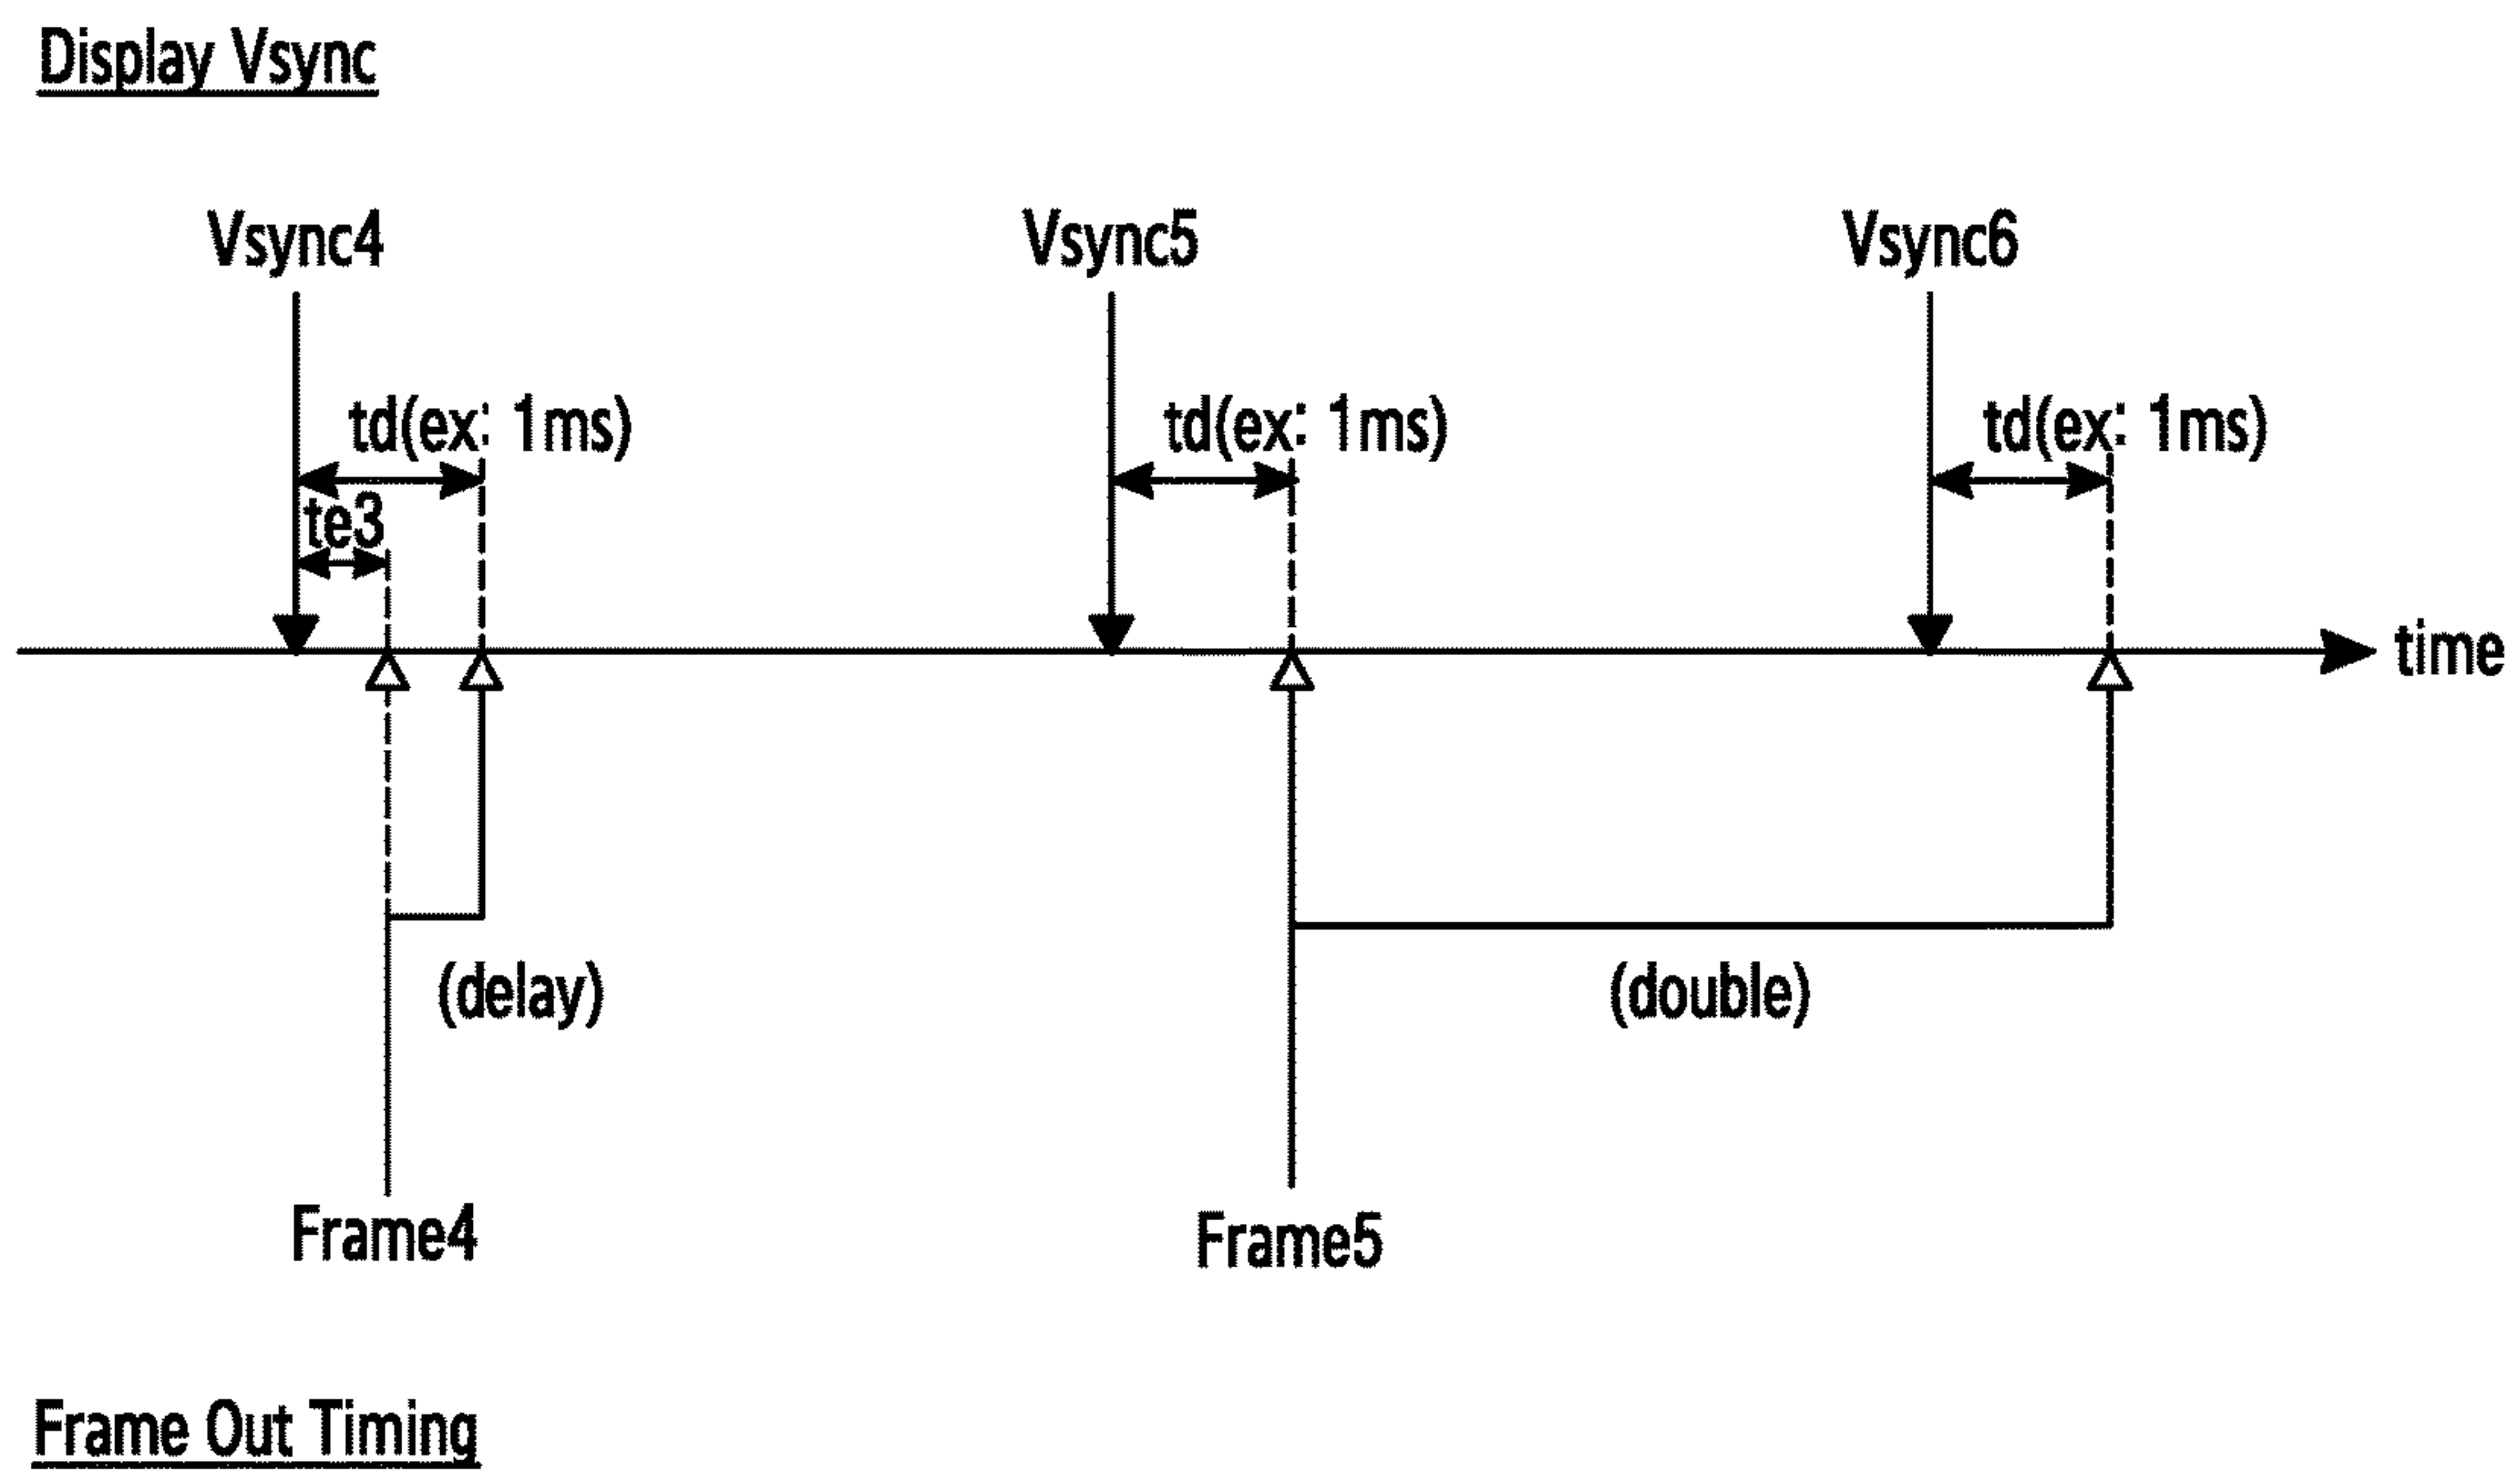 Display Vsync
Vsync4 Vsync5 Vsync6
td(ex: 1ms) td(ex: 1ms) td(ex: 1ms)
te3
time
(delay) (double)
Frame4 Frame5
Frame Out Timing